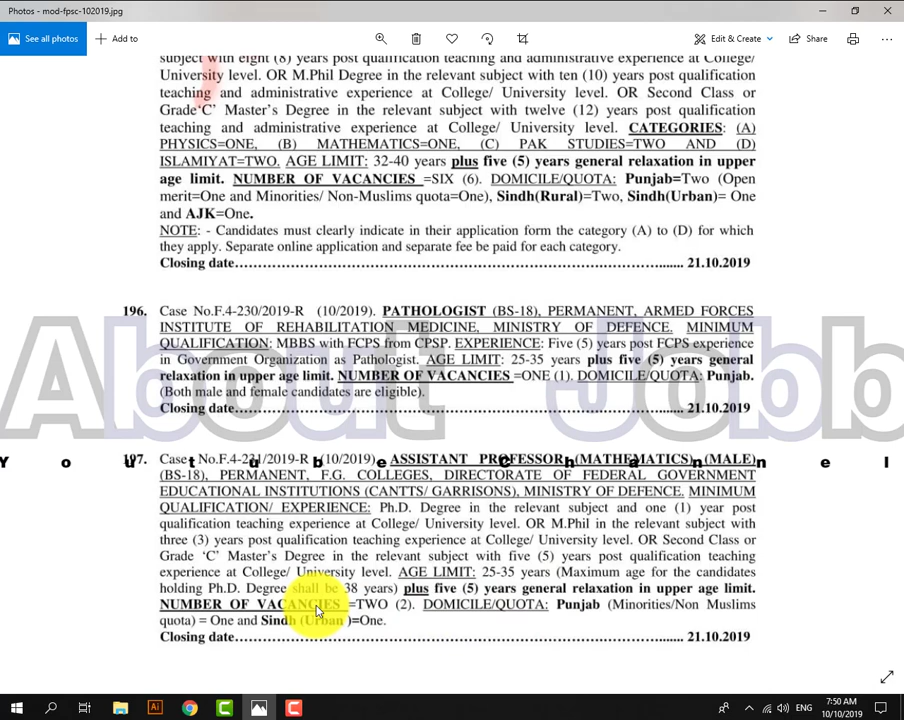 Photos - mod-fpsc-102019.jpg
See all photos
Add to
Edit & Create
Share
subject with eight (8) years post qualification teaching and administrative experience at College/
University level. OR M.Phil Degree in the relevant subject with ten (10) years post qualification
teaching and administrative experience at College/ University level. OR Second Class or
Grade‘C’ Master’s Degree in the relevant subject with twelve (12) years post qualification
teaching and administrative experience at College/ University level. CATEGORIES: (A)
PHYSICS=ONE, (B) MATHEMATICS=ONE, (C) PAK STUDIES=TWO AND (D)
ISLAMIYAT=TWO. AGE LIMIT: 32-40 years plus five (5) years general relaxation in upper
age limit. NUMBER OF VACANCIES =SIX (6). DOMICILE/QUOTA: Punjab=Two (Open
merit=One and Minorities/ Non-Muslims quota=One), Sindh(Rural)=Two, Sindh(Urban)= One
and AJK=One.
NOTE: - Candidates must clearly indicate in their application form the category (A) to (D) for which
they apply. Separate online application and separate fee be paid for each category.
Closing date……………………………………………………………………....... 21.10.2019
196. Case No.F.4-230/2019-R (10/2019). PATHOLOGIST (BS-18), PERMANENT, ARMED FORCES
INSTITUTE OF REHABILITATION MEDICINE, MINISTRY OF DEFENCE. MINIMUM
QUALIFICATION: MBBS with FCPS from CPSP. EXPERIENCE: Five (5) years post FCPS experience
in Government Organization as Pathologist. AGE LIMIT: 25-35 years plus five (5) years general
relaxation in upper age limit. NUMBER OF VACANCIES =ONE (1). DOMICILE/QUOTA: Punjab.
(Both male and female candidates are eligible).
Closing date……………………………………………………………………....... 21.10.2019
About - Jobb
Youtube Channel
197. Case No.F.4-231/2019-R (10/2019). ASSISTANT PROFESSOR (MATHEMATICS) (MALE)
(BS-18), PERMANENT, F.G. COLLEGES, DIRECTORATE OF FEDERAL GOVERNMENT
EDUCATIONAL INSTITUTIONS (CANTTS/ GARRISONS), MINISTRY OF DEFENCE. MINIMUM
QUALIFICATION/ EXPERIENCE: Ph.D. Degree in the relevant subject and one (1) year post
qualification teaching experience at College/ University level. OR M.Phil in the relevant subject with
three (3) years post qualification teaching experience at College/ University level. OR Second Class or
Grade ‘C’ Master’s Degree in the relevant subject with five (5) years post qualification teaching
experience at College/ University level. AGE LIMIT: 25-35 years (Maximum age for the candidates
holding Ph.D. Degree shall be 38 years) plus five (5) years general relaxation in upper age limit.
NUMBER OF VACANCIES =TWO (2). DOMICILE/QUOTA: Punjab (Minorities/Non Muslims
quota) = One and Sindh (Urban )=One.
Closing date……………………………………………………………………....... 21.10.2019
Ai
ENG
7:50 AM
10/10/2019